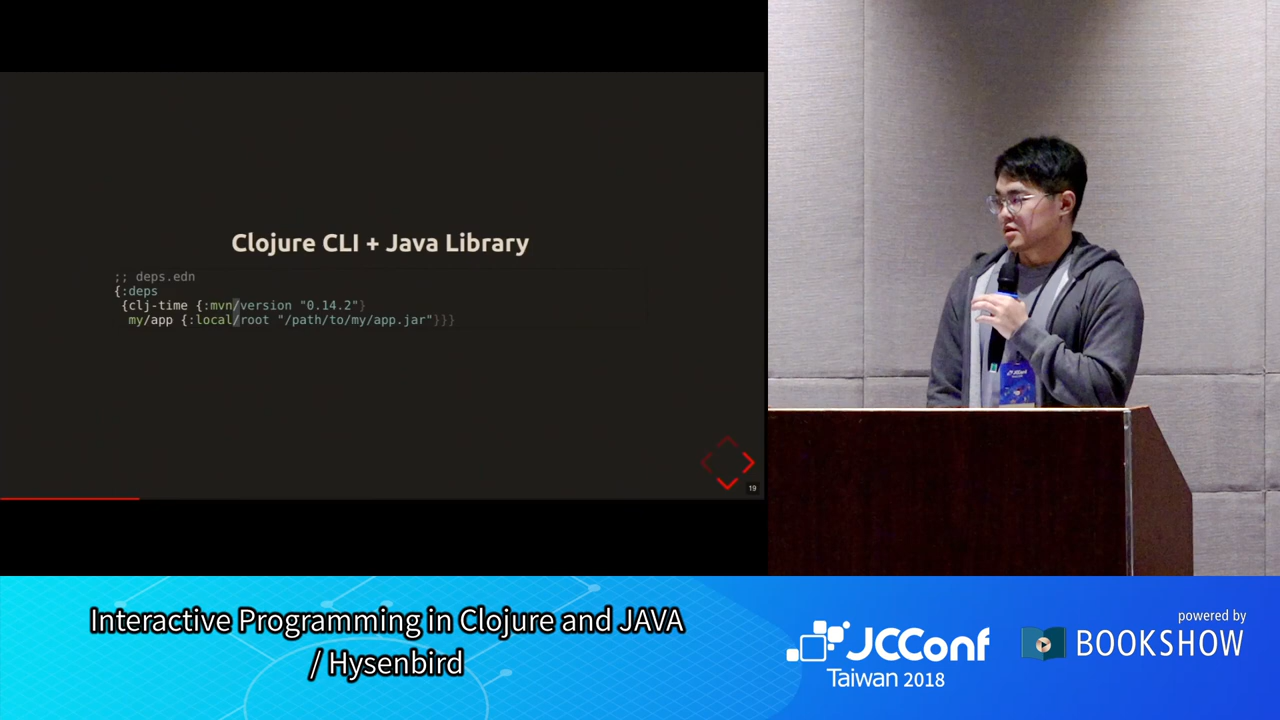 Clojure CLI + Java Library
;; deps.edn
{:deps
{clj-time {:mvn/version "0.14.2"}
my/app {:local/root "/path/to/my/app.jar"}}}
19
Interactive Programming in Clojure and JAVA
/ Hysenbird
JCConf
Taiwan 2018
powered by
BOOKSHOW